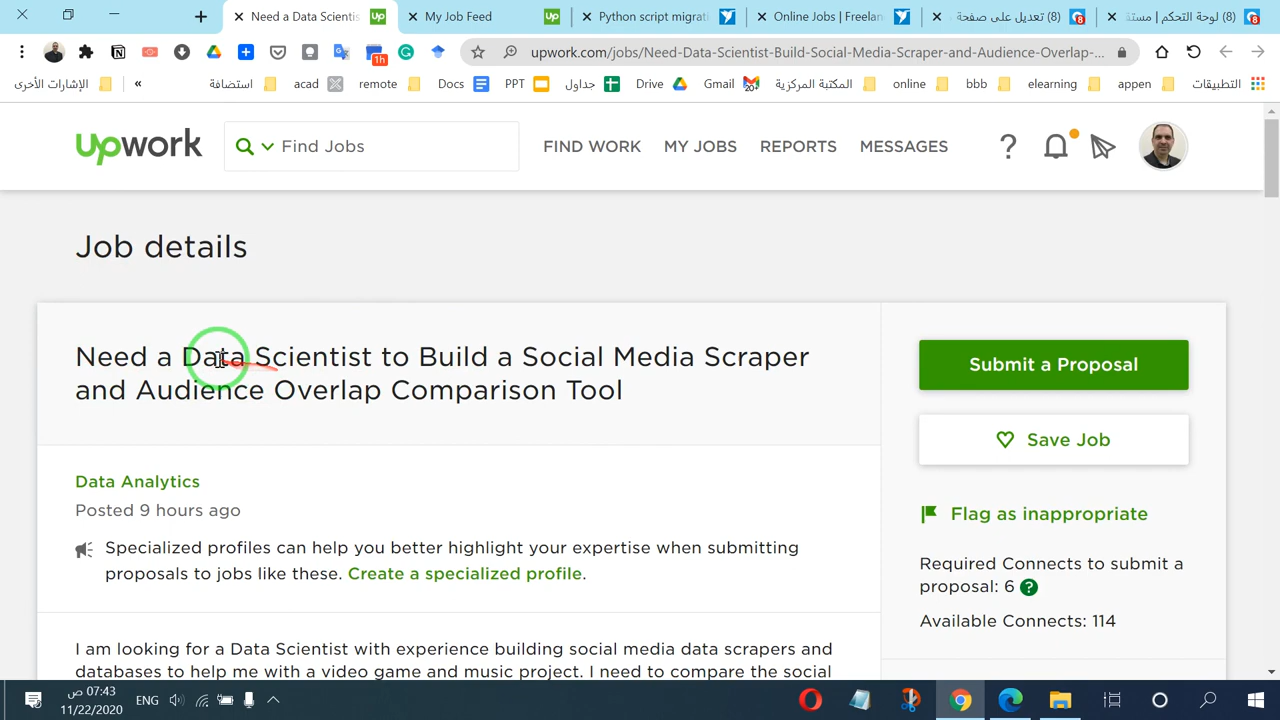 Need a Data Scientis
My Job Feed
Python script migrati
Online Jobs | Freelan
(8) تعديل على صفحة
(8) لوحة التحكم | مستق
upwork.com/jobs/Need-Data-Scientist-Build-Social-Media-Scraper-and-Audience-Overlap-...
1h
الإشارات الأخرى
»
استضافة
acad
remote
Docs
PPT
جداول
Drive
Gmail
20+
المكتبة المركزية
online
bbb
elearning
appen
التطبيقات
upwork
Find Jobs
FIND WORK
MY JOBS
REPORTS
MESSAGES
?
Job details
Need a Data Scientist to Build a Social Media Scraper
and Audience Overlap Comparison Tool
Submit a Proposal
Save Job
Data Analytics
Posted 9 hours ago
Specialized profiles can help you better highlight your expertise when submitting
proposals to jobs like these. Create a specialized profile.
Flag as inappropriate
Required Connects to submit a
proposal: 6 ?
Available Connects: 114
I am looking for a Data Scientist with experience building social media data scrapers and
databases to help me with a video game and music project. I need to compare the social
07:43 ص
11/22/2020
ENG